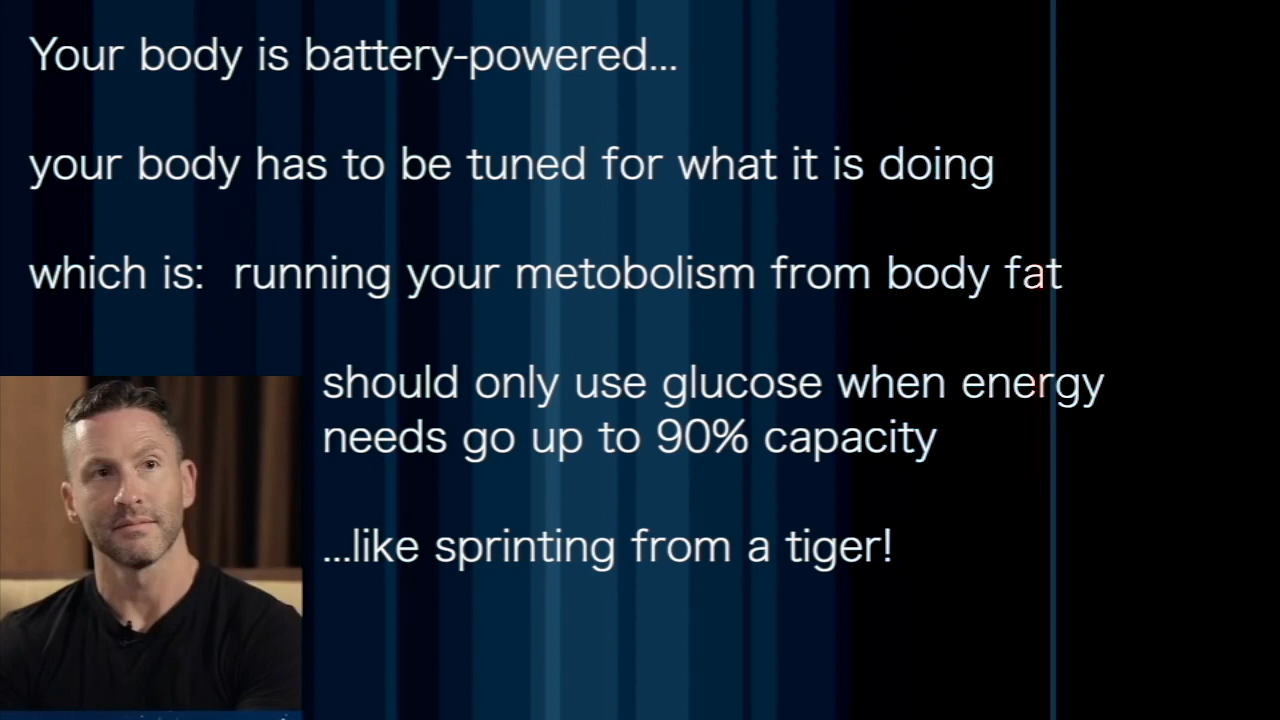 Your body is battery-powered...
your body has to be tuned for what it is doing
which is:  running your metobolism from body fat
should only use glucose when energy
needs go up to 90% capacity
...like sprinting from a tiger!